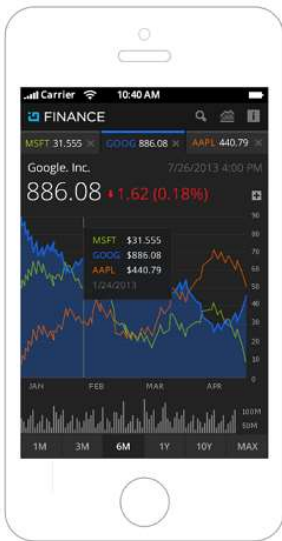 Carrier 10:40 AM
FINANCE
MSFT 31.555 × GOOG 886.08 × AAPL 440.79 ×
Google. Inc. 7/26/2013 4:00 PM
886.08 1.62 (0.18%)
90
80
70
60
50
40
30
20
10
0
MSFT $31.555
GOOG $886.08
AAPL $440.79
1/24/2013
JAN FEB MAR APR
100M
50M
1M 3M 6M 1Y 10Y MAX